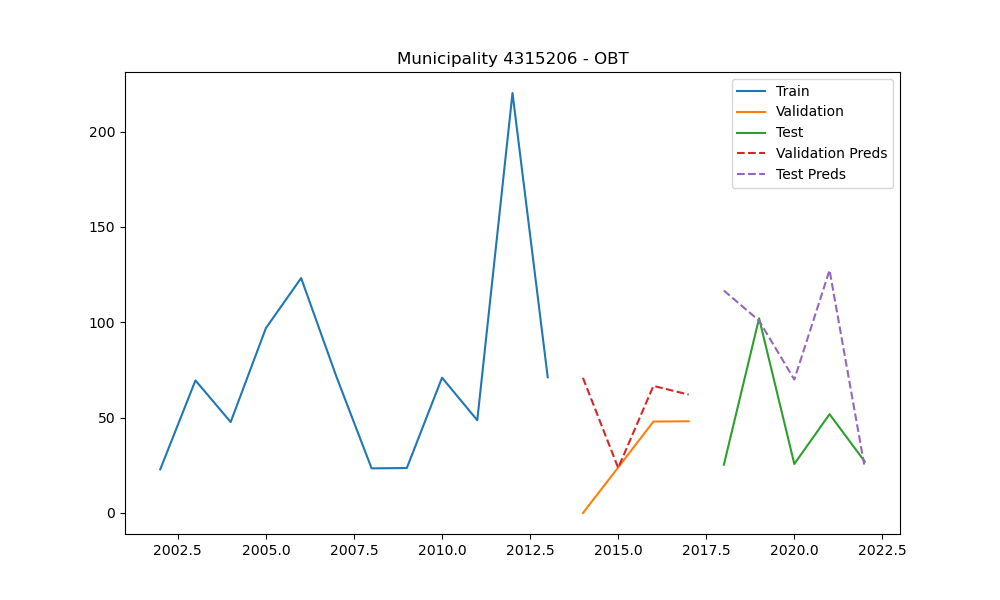 Municipality 4315206 - OBT
Train
Validation
Test
Validation Preds
Test Preds
200
150
100
50
0
2002.5 2005.0 2007.5 2010.0 2012.5 2015.0 2017.5 2020.0 2022.5